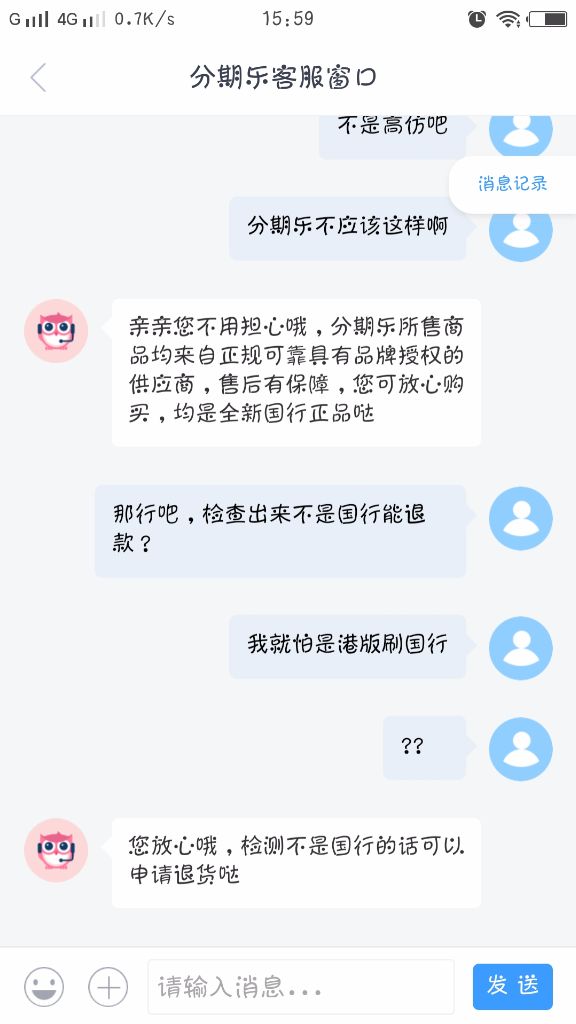 G 4G 0.7K/s 15:59
分期乐客服窗口
不是高仿吧
消息记录
分期乐不应该这样啊
亲亲您不用担心哦，分期乐所售商
品均来自正规可靠具有品牌授权的
供应商，售后有保障，您可放心购
买，均是全新国行正品哒
那行吧，检查出来不是国行能退
款？
我就怕是港版刷国行
??
您放心哦，检测不是国行的话可以
申请退货哒
请输入消息...
发送